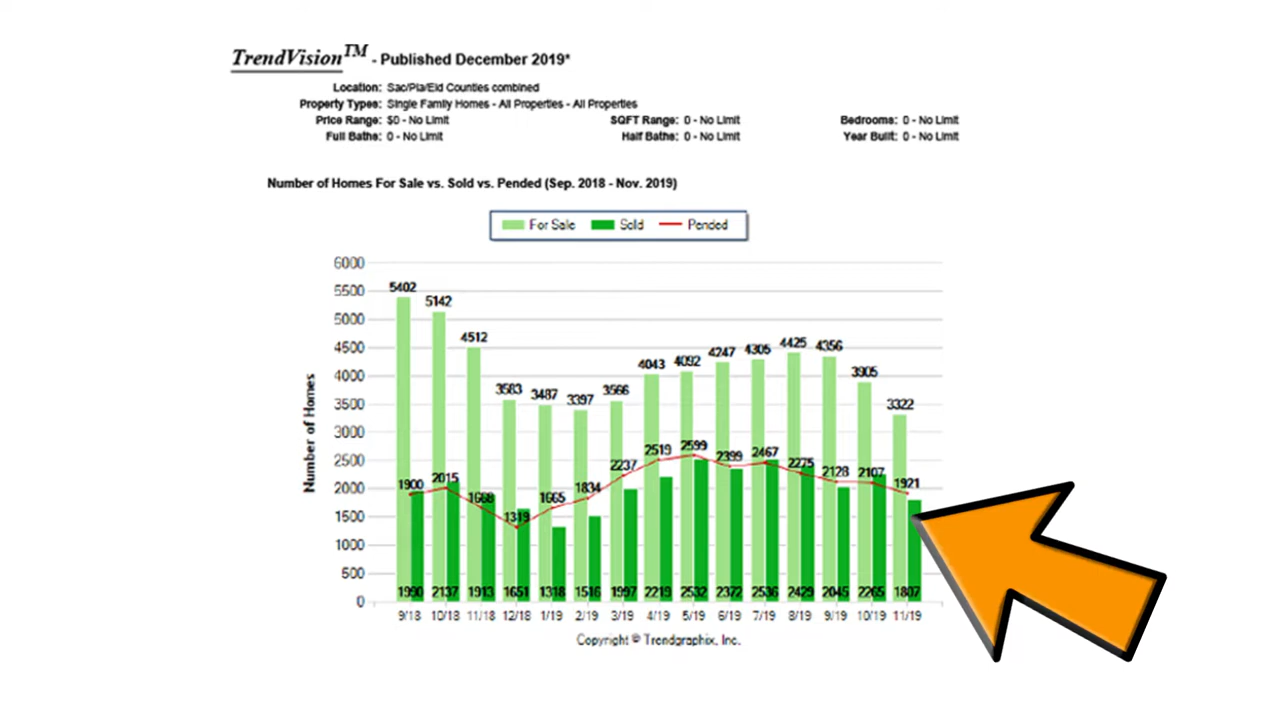 TrendVision™ - Published December 2019*
Location: Sac/Pla/Eld Counties combined
Property Types: Single Family Homes - All Properties - All Properties
Price Range: $0 - No Limit SQFT Range: 0 - No Limit Bedrooms: 0 - No Limit
Full Baths: 0 - No Limit Half Baths: 0 - No Limit Year Built: 0 - No Limit
Number of Homes For Sale vs. Sold vs. Pended (Sep. 2018 - Nov. 2019)
For Sale Sold Pended
Number of Homes
6000
5500
5000
4500
4000
3500
3000
2500
2000
1500
1000
500
0
5402 5142 4512 3583 3487 3397 3566 4043 4092 4247 4305 4425 4356 3905 3322
1900 2015 1668 1319 1665 1834 2237 2519 2599 2399 2467 2275 2128 2107 1921
1990 2137 1913 1651 1318 1516 1997 2219 2532 2372 2536 2429 2045 2265 1807
9/18 10/18 11/18 12/18 1/19 2/19 3/19 4/19 5/19 6/19 7/19 8/19 9/19 10/19 11/19
Copyright © Trendgraphix, Inc.